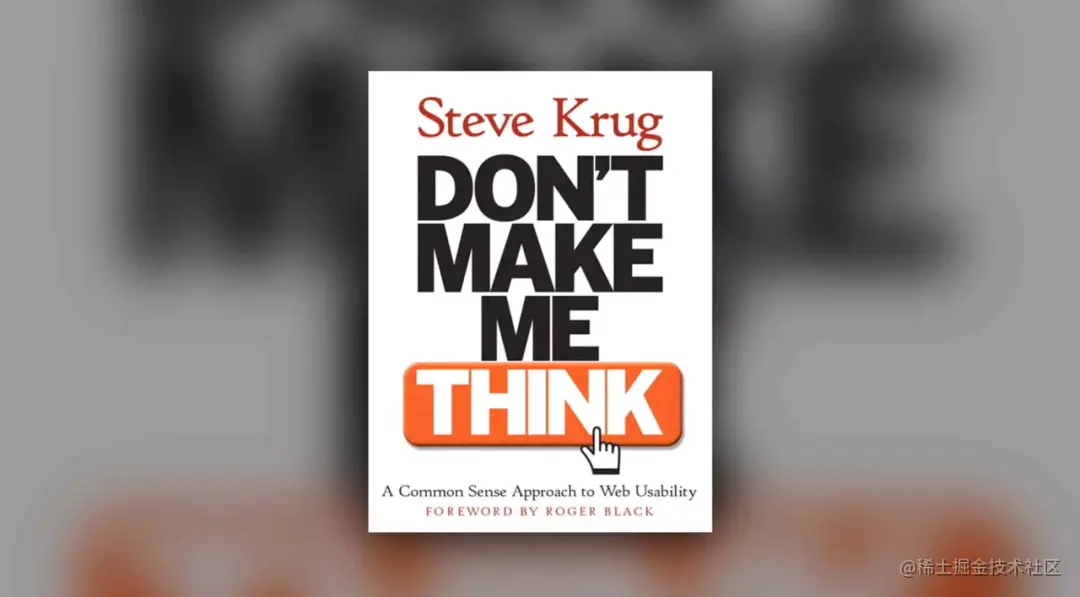 Steve Krug
DON'T
MAKE
ME
THINK
A Common Sense Approach to Web Usability
FOREWORD BY ROGER BLACK
@稀土掘金技术社区